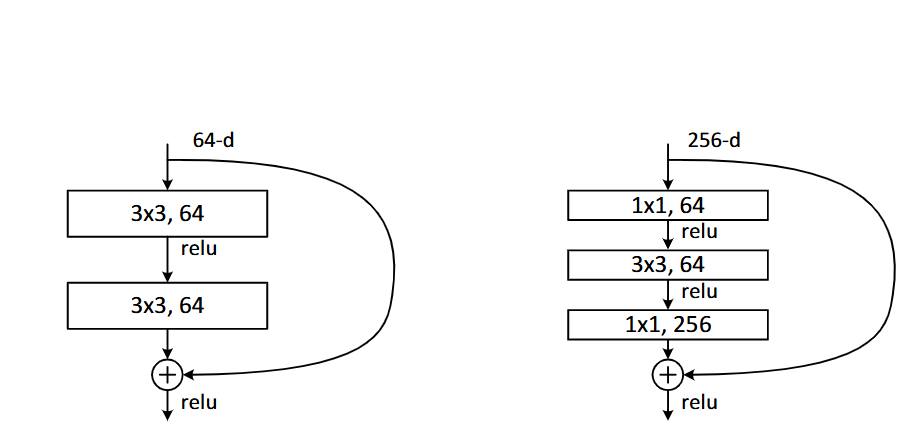 64-d
3x3, 64
relu
3x3, 64
relu
256-d
1x1, 64
relu
3x3, 64
relu
1x1, 256
relu